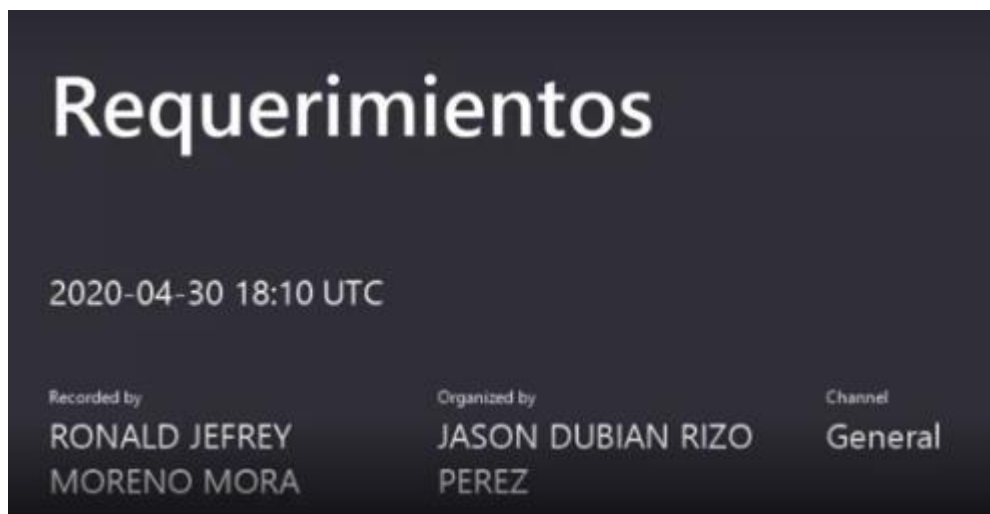 Requerimientos
2020-04-30 18:10 UTC
Recorded by
RONALD JEFREY
MORENO MORA
Organized by
JASON DUBIAN RIZO
PEREZ
Channel
General